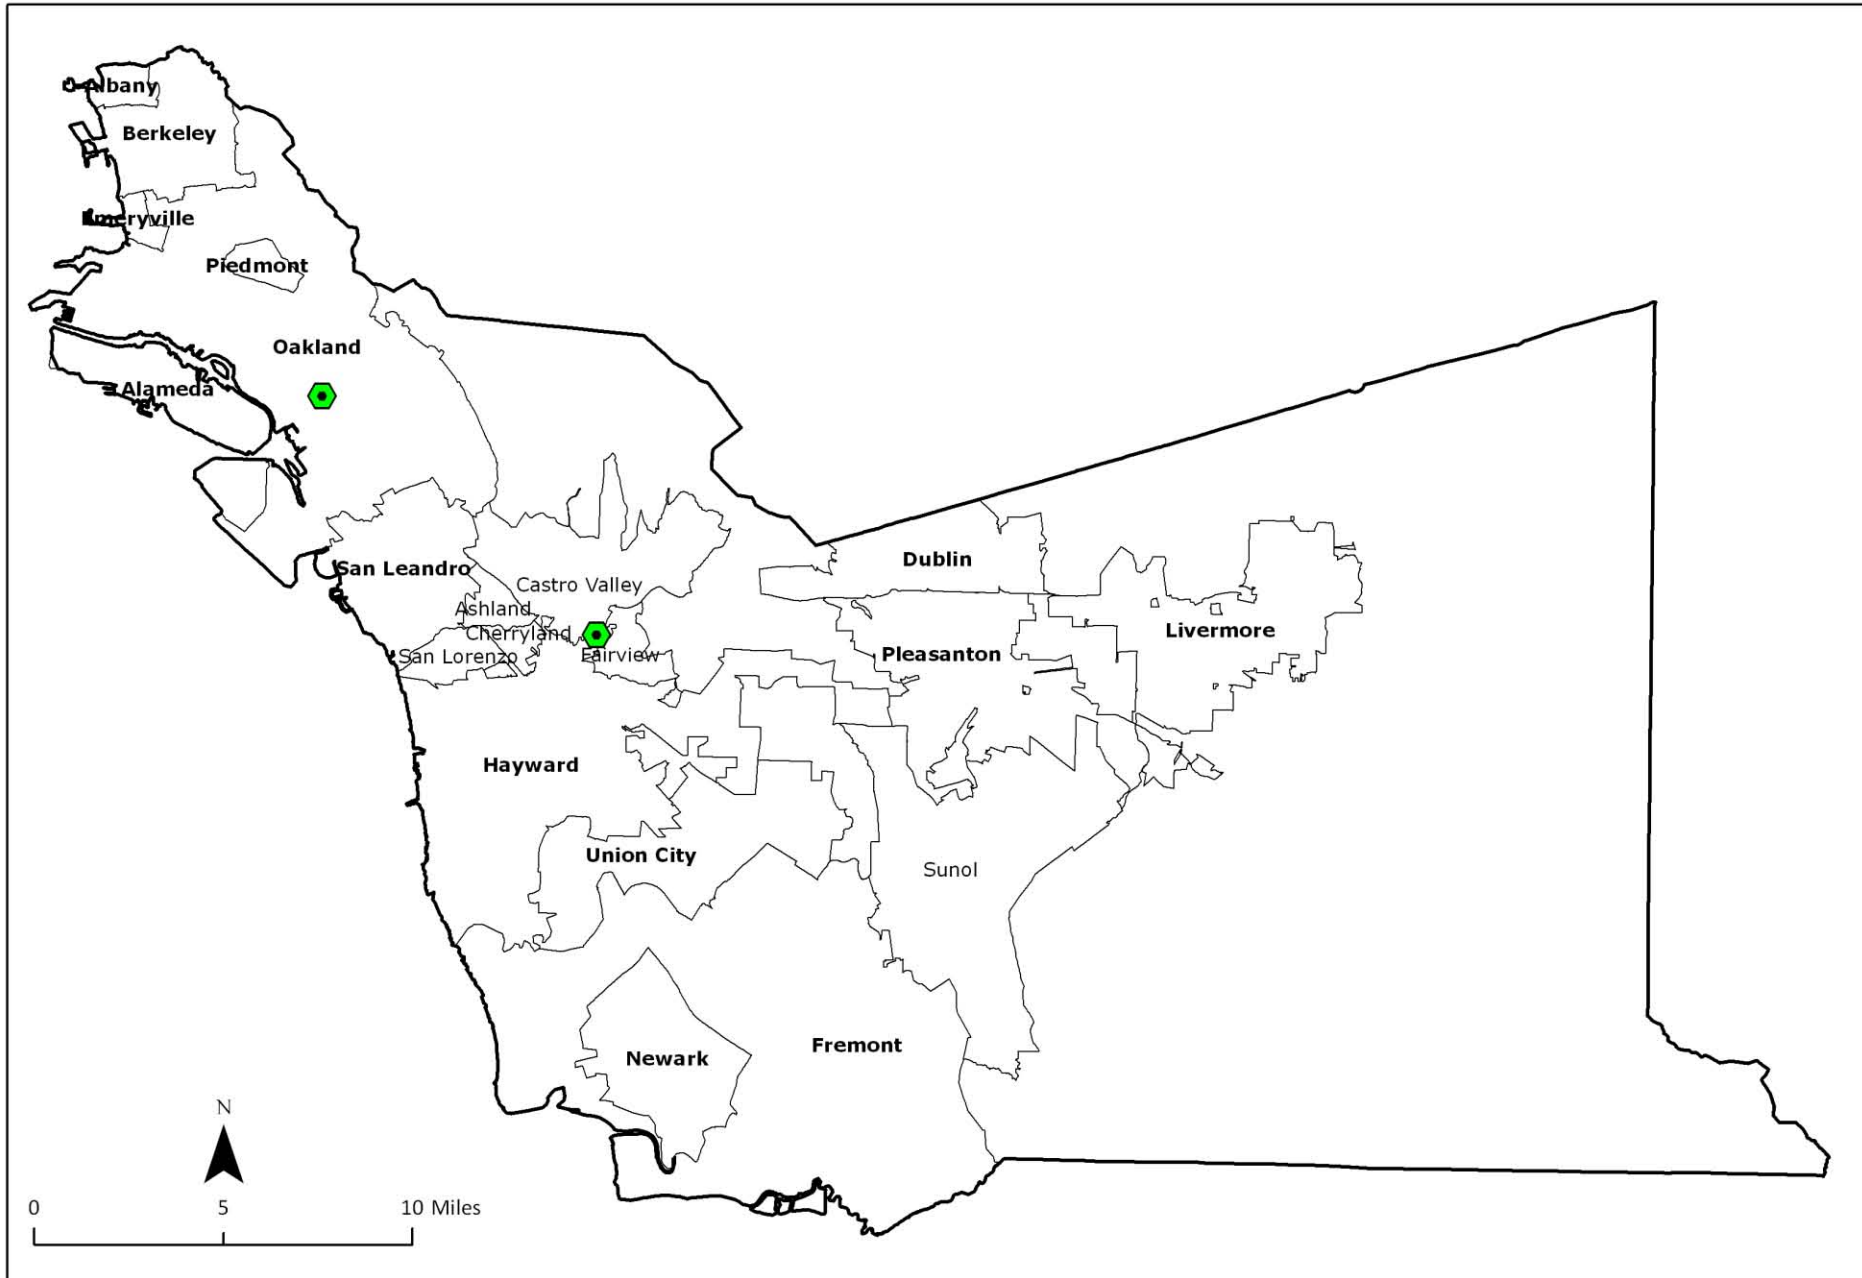 Albany
Berkeley
Emeryville
Piedmont
Oakland
Alameda
San Leandro
Dublin
Castro Valley
Ashland
Cherryland
Livermore
San Lorenzo
Fairview
Pleasanton
Hayward
Union City
Sunol
Newark
Fremont
N
0 5 10 Miles